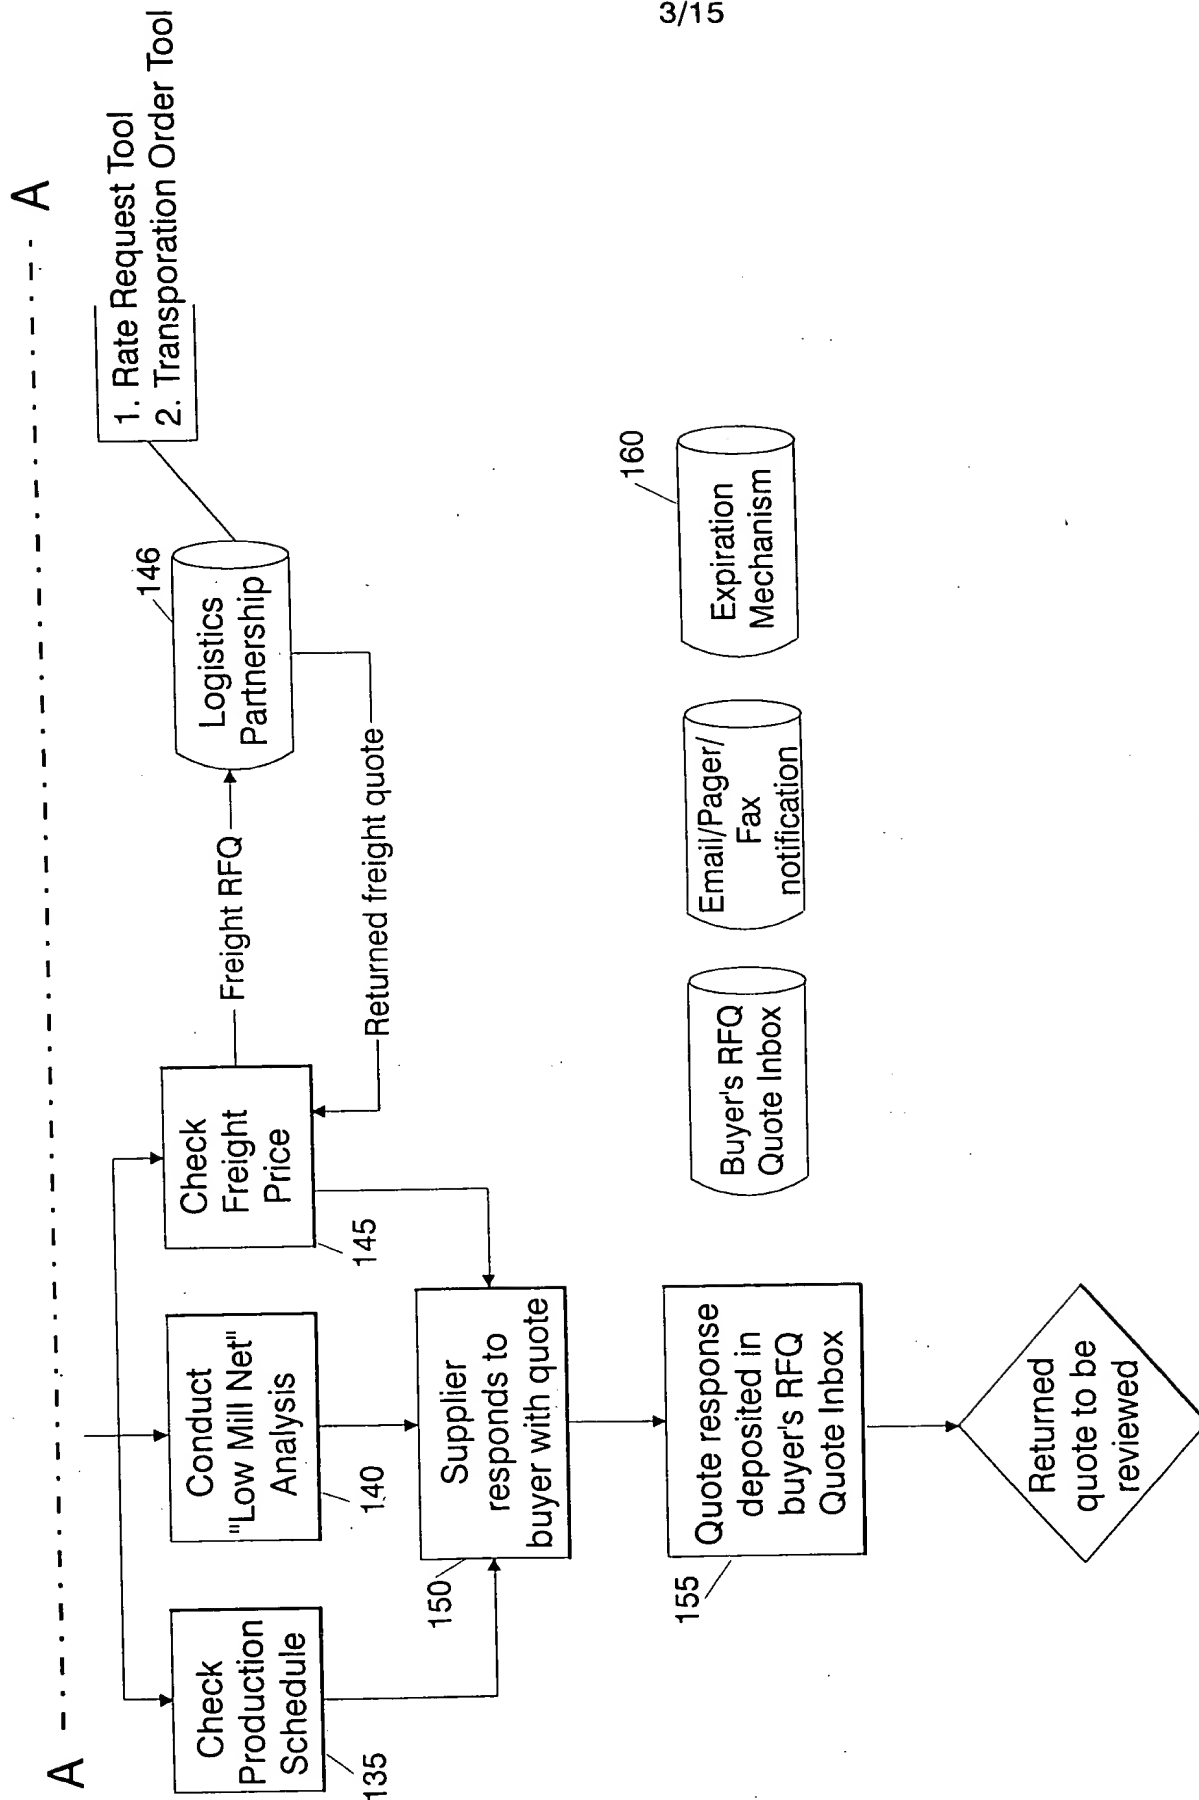 3/15
A
A
1. Rate Request Tool
2. Transporation Order Tool
146
Logistics
Partnership
Freight RFQ
Returned freight quote
Check
Freight
Price
145
Conduct
"Low Mill Net"
Analysis
140
Check
Production
Schedule
135
Supplier
responds to
buyer with quote
150
Quote response
deposited in
buyer's RFQ
Quote Inbox
155
Buyer's RFQ
Quote Inbox
Email/Pager/
Fax
notification
Expiration
Mechanism
160
Returned
quote to be
reviewed